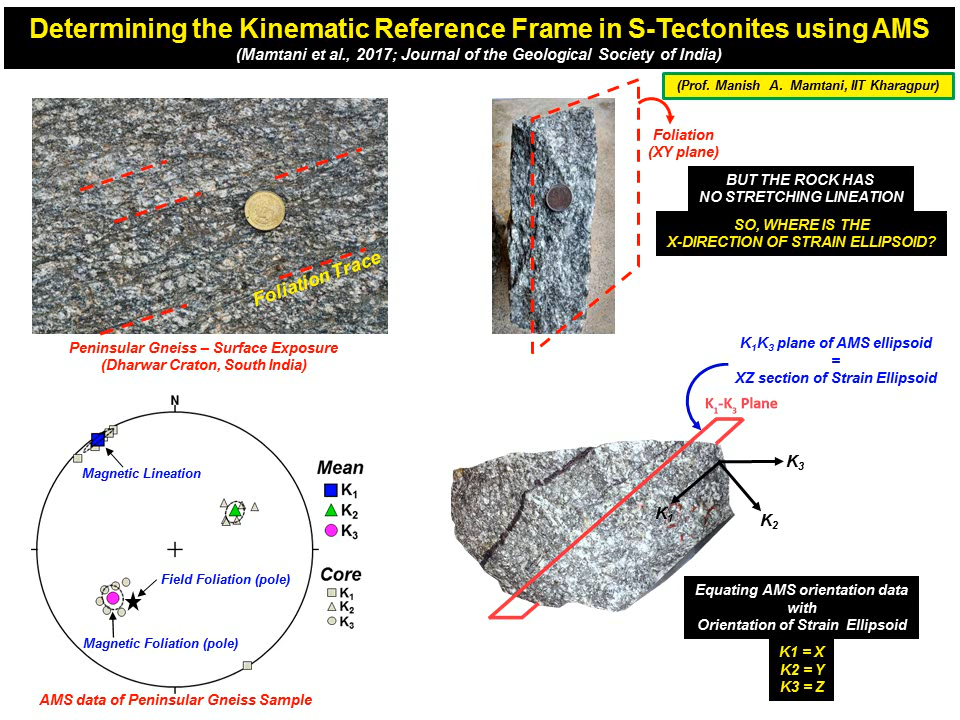 Determining the Kinematic Reference Frame in S-Tectonites using AMS
(Mamtani et al., 2017; Journal of the Geological Society of India)
(Prof. Manish A. Mamtani, IIT Kharagpur)
Foliation
(XY plane)
BUT THE ROCK HAS
NO STRETCHING LINEATION
SO, WHERE IS THE
X-DIRECTION OF STRAIN ELLIPSOID?
Foliation Trace
Peninsular Gneiss – Surface Exposure
(Dharwar Craton, South India)
K1K3 plane of AMS ellipsoid
=
XZ section of Strain Ellipsoid
K1-K3 Plane
K3
K1
K2
N
Magnetic Lineation
Mean
K1
K2
K3
Field Foliation (pole)
Core
K1
K2
K3
Magnetic Foliation (pole)
AMS data of Peninsular Gneiss Sample
Equating AMS orientation data
with
Orientation of Strain Ellipsoid
K1 = X
K2 = Y
K3 = Z